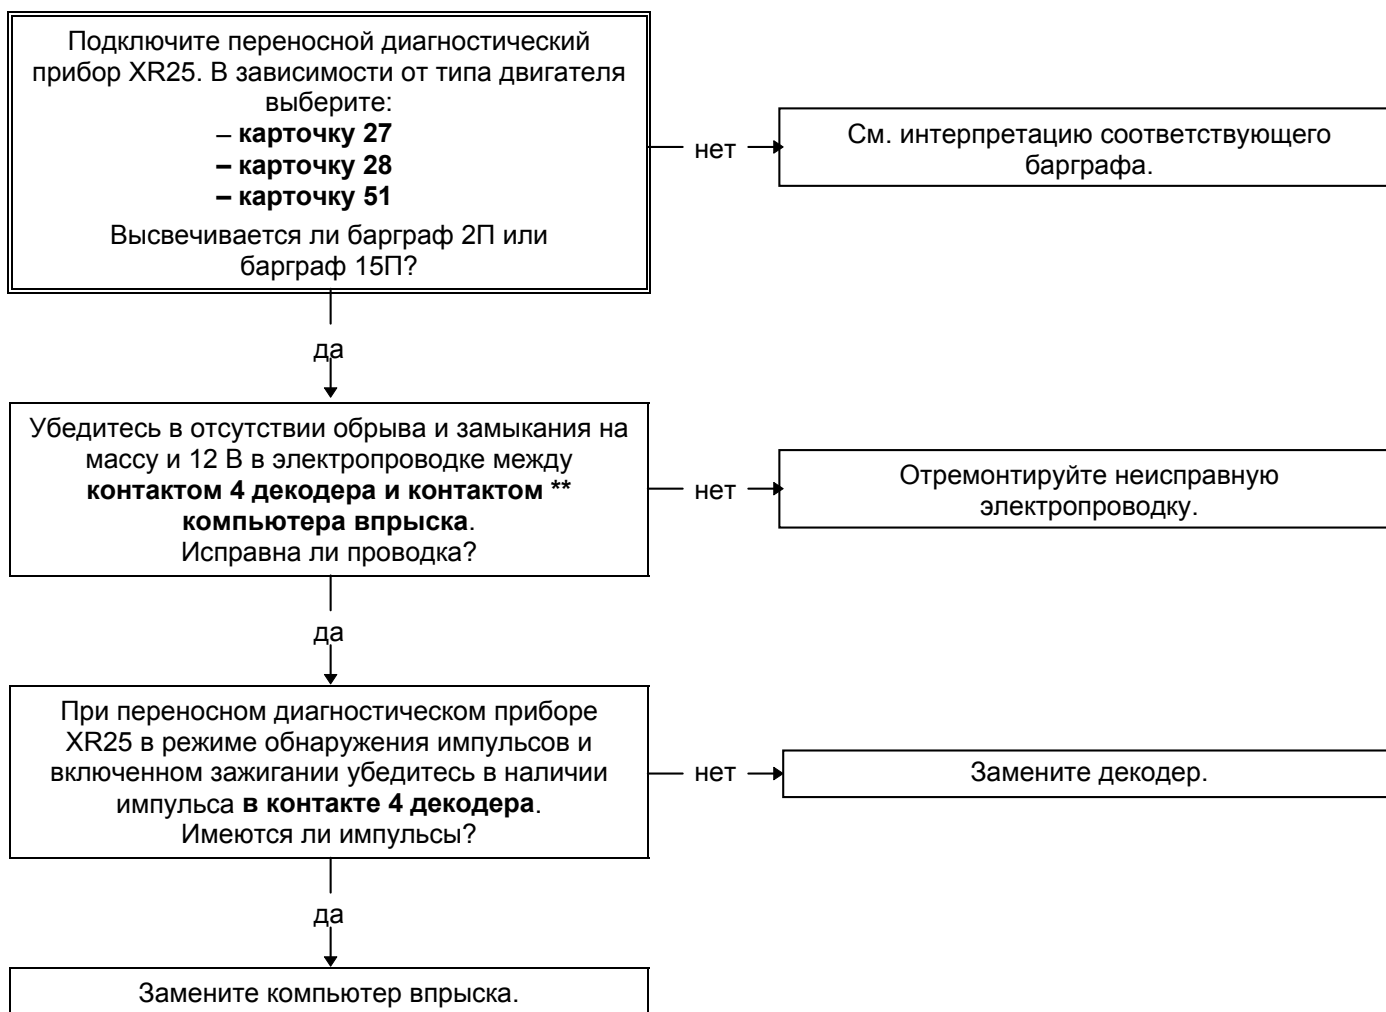 Подключите переносной диагностический
прибор XR25. В зависимости от типа двигателя
выберите:
– карточку 27
– карточку 28
– карточку 51
Высвечивается ли барграф 2П или
барграф 15П?
нет
См. интерпретацию соответствующего
барграфа.
да
Убедитесь в отсутствии обрыва и замыкания на
массу и 12 В в электропроводке между
контактом 4 декодера и контактом **
компьютера впрыска.
Исправна ли проводка?
нет
Отремонтируйте неисправную
электропроводку.
да
При переносном диагностическом приборе
XR25 в режиме обнаружения импульсов и
включенном зажигании убедитесь в наличии
импульса в контакте 4 декодера.
Имеются ли импульсы?
нет
Замените декодер.
да
Замените компьютер впрыска.